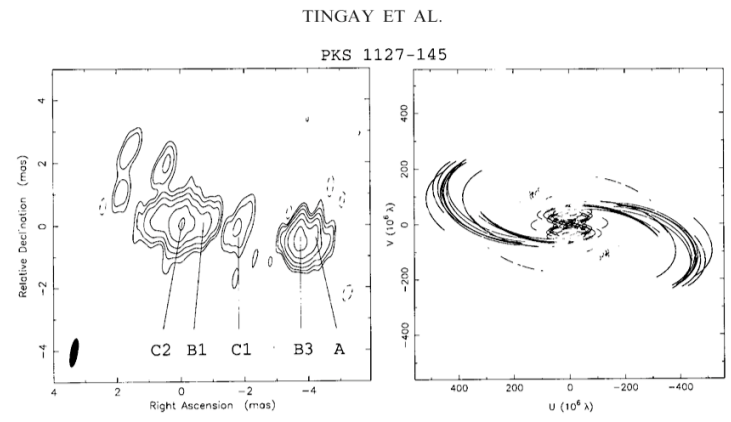 TINGAY ET AL.
PKS 1127-145
Relative Declination (mas)
4
2
0
-2
-4
C2 B1 C1 B3 A
4 2 0 -2 -4
Right Ascension (mas)
V (10⁶ λ)
400
200
0
-200
-400
400 200 0 -200 -400
U (10⁶ λ)